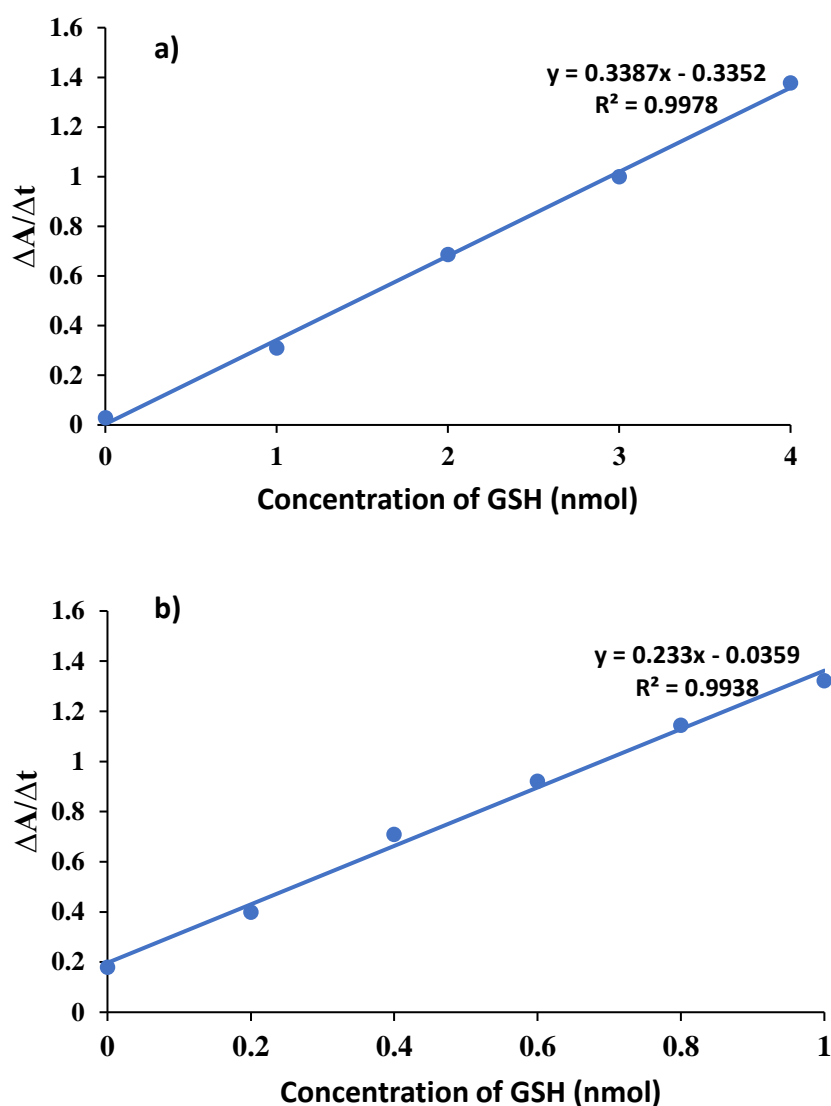 a)
y = 0.3387x - 0.3352
R² = 0.9978
1.6
1.4
1.2
1
0.8
0.6
0.4
0.2
0
ΔA/Δt
0 1 2 3 4
Concentration of GSH (nmol)
b)
y = 0.233x - 0.0359
R² = 0.9938
1.6
1.4
1.2
1
0.8
0.6
0.4
0.2
0
ΔA/Δt
0 0.2 0.4 0.6 0.8 1
Concentration of GSH (nmol)